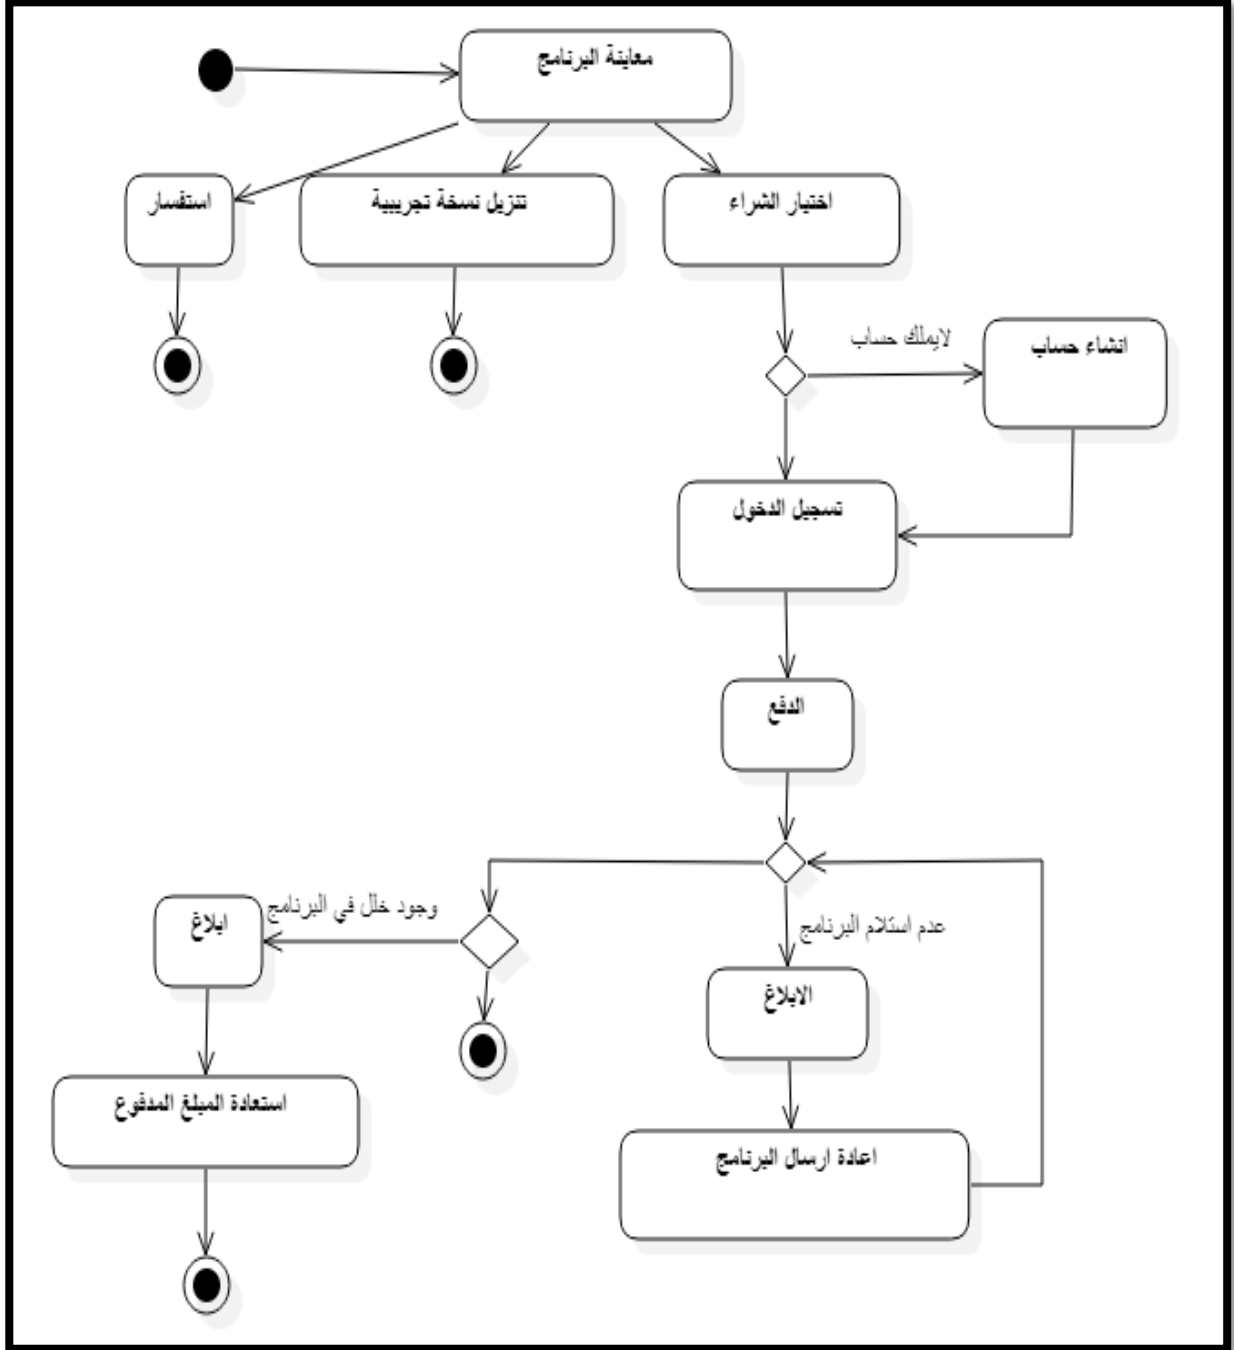 معاينة البرنامج
اختيار الشراء
تنزيل نسخة تجريبية
استفسار
لايملك حساب
انشاء حساب
تسجيل الدخول
الدفع
عدم استلام البرنامج
وجود خلل في البرنامج
ابلاغ
الابلاغ
استعادة المبلغ المدفوع
اعادة ارسال البرنامج